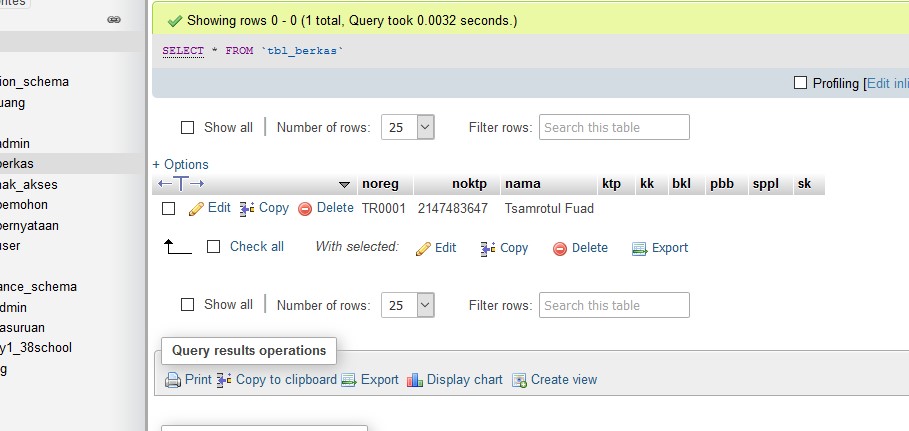 entes
Showing rows 0 - 0 (1 total, Query took 0.0032 seconds.)
SELECT * FROM `tbl_berkas`
Profiling [Edit inli
ion_schema
uang
admin
berkas
hak_akses
pemohon
pernyataan
user
ance_schema
dmin
asuruan
y1_38school
g
Show all Number of rows: 25 Filter rows: Search this table
+ Options
←T→ noreg noktp nama ktp kk bkl pbb sppl sk
Edit Copy Delete TR0001 2147483647 Tsamrotul Fuad
Check all With selected: Edit Copy Delete Export
Show all Number of rows: 25 Filter rows: Search this table
Query results operations
Print Copy to clipboard Export Display chart Create view